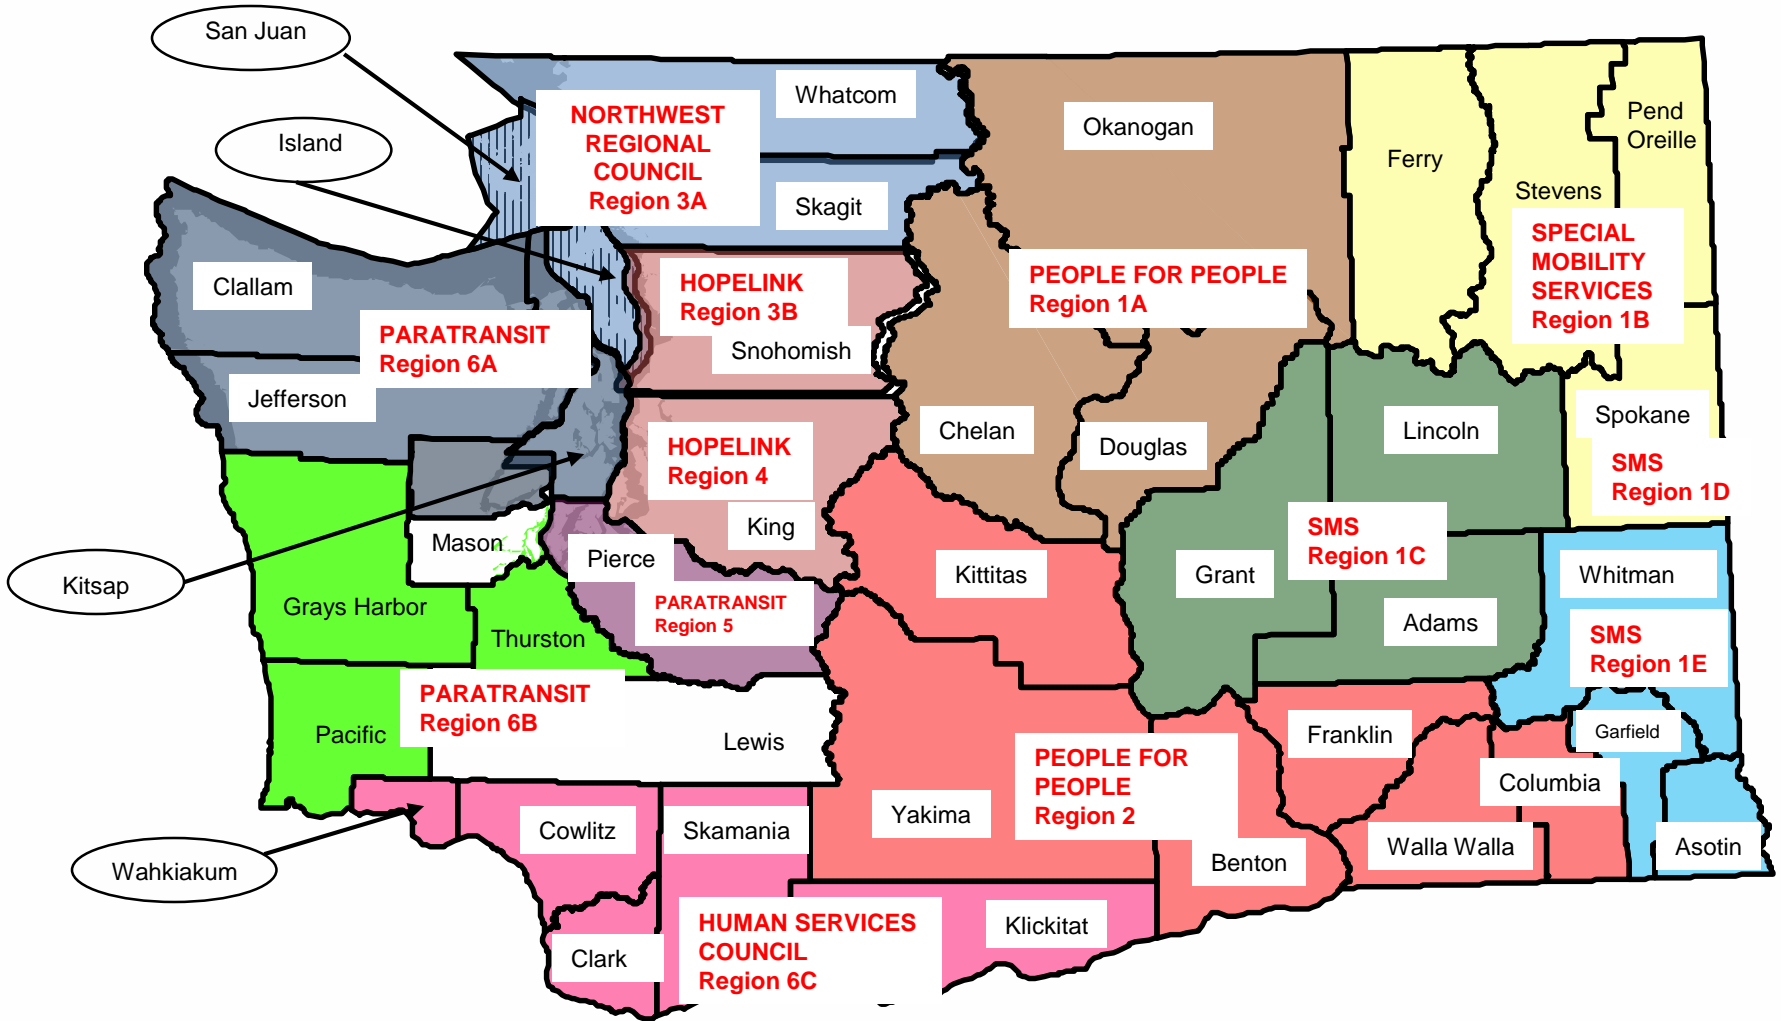 San Juan
Island
Whatcom
NORTHWEST
REGIONAL
COUNCIL
Region 3A
Skagit
Okanogan
Ferry
Stevens
Pend
Oreille
SPECIAL
MOBILITY
SERVICES
Region 1B
Clallam
PARATRANSIT
Region 6A
Jefferson
HOPELINK
Region 3B
Snohomish
PEOPLE FOR PEOPLE
Region 1A
Chelan
Douglas
Lincoln
Spokane
SMS
Region 1D
HOPELINK
Region 4
King
Mason
Kitsap
Pierce
PARATRANSIT
Region 5
Kittitas
Grant
SMS
Region 1C
Adams
Whitman
SMS
Region 1E
Grays Harbor
Thurston
PARATRANSIT
Region 6B
Pacific
Lewis
Franklin
Garfield
Columbia
PEOPLE FOR
PEOPLE
Region 2
Yakima
Benton
Walla Walla
Asotin
Wahkiakum
Cowlitz
Skamania
Clark
HUMAN SERVICES
COUNCIL
Region 6C
Klickitat